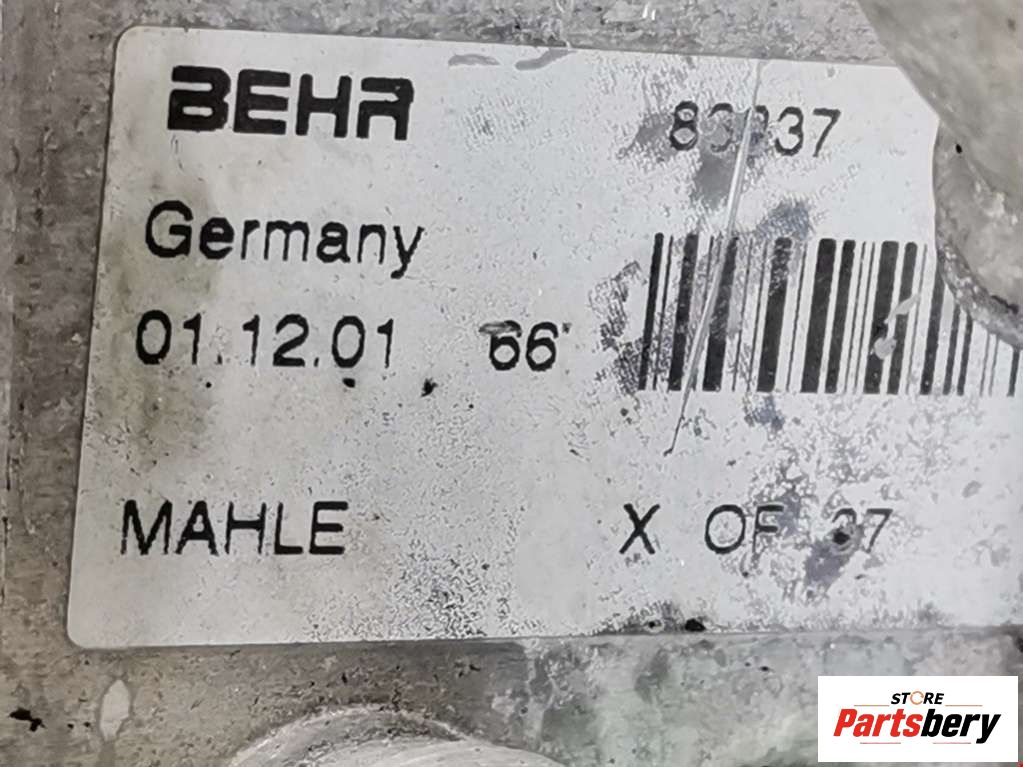 BEHR
Germany
01.12.01 66
MAHLE
X OF
STORE
Partsbery